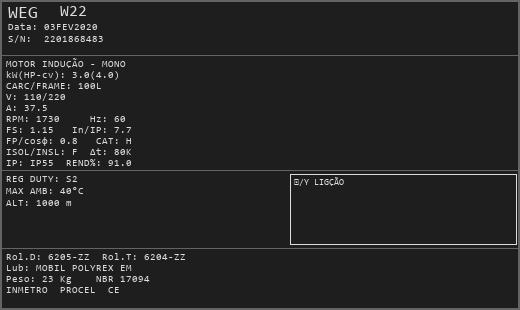 WEG W22
Data: 03FEV2020
S/N: 2201868483
MOTOR INDUÇÃO - MONO
kW(HP-cv): 3.0(4.0)
CARC/FRAME: 100L
V: 110/220
A: 37.5
RPM: 1730 Hz: 60
FS: 1.15 In/IP: 7.7
FP/cosϕ: 0.8 CAT: H
ISOL/INSL: F Δt: 80K
IP: IP55 REND%: 91.0
REG DUTY: S2
MAX AMB: 40°C
ALT: 1000 m
/Y LIGÇÃO
Rol.D: 6205-ZZ Rol.T: 6204-ZZ
Lub: MOBIL POLYREX EM
Peso: 23 Kg NBR 17094
INMETRO PROCEL CE